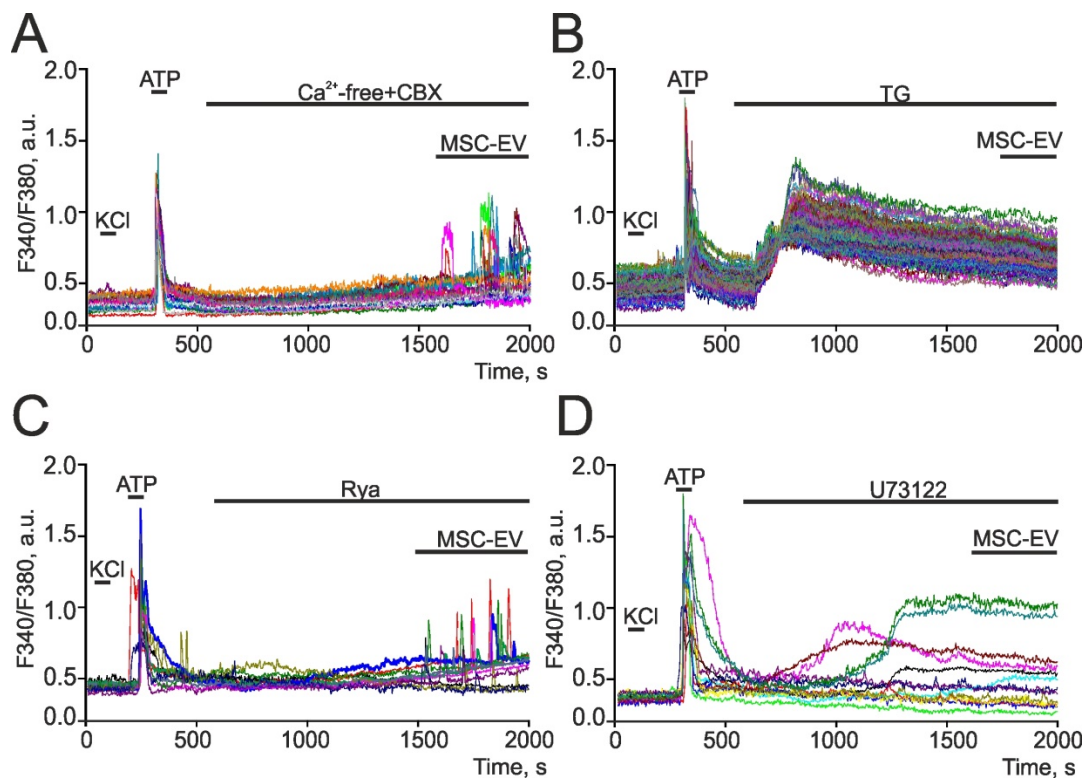 A
F340/F380, a.u.
2.0
1.5
1.0
0.5
0.0
KCl
ATP
Ca²⁺-free+CBX
MSC-EV
0 500 1000 1500 2000
Time, s
B
2.0
1.5
1.0
0.5
0.0
KCl
ATP
TG
MSC-EV
0 500 1000 1500 2000
C
F340/F380, a.u.
2.0
1.5
1.0
0.5
0.0
KCl
ATP
Rya
MSC-EV
0 500 1000 1500 2000
Time, s
D
F340/F380, a.u.
2.0
1.5
1.0
0.5
0.0
KCl
ATP
U73122
MSC-EV
0 500 1000 1500 2000
Time, s